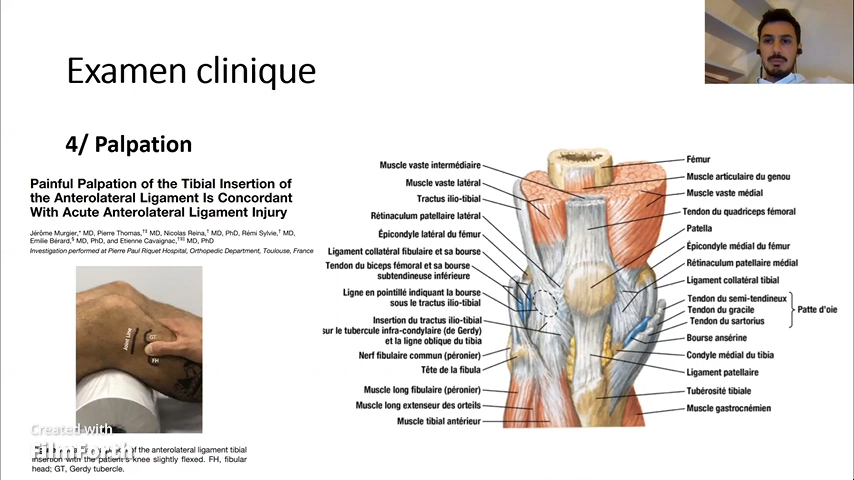 Examen clinique
4/ Palpation
Painful Palpation of the Tibial Insertion of
the Anterolateral Ligament Is Concordant
With Acute Anterolateral Ligament Injury
Jérôme Murgier,* MD, Pierre Thomas,†‡ MD, Nicolas Reina,† MD, Rémi Sylvie,† MD,
Emilie Bérard,§ MD, PhD, and Etienne Cavaignac,†‡ MD, PhD
Investigation performed at Pierre Paul Riquet Hospital, Orthopedic Department, Toulouse, France
Joint Line
GT
FH
Created with
FilmForth
of the anterolateral ligament tibial
insertion with the patient's knee slightly flexed. FH, fibular
head; GT, Gerdy tubercle.
Muscle vaste intermédiaire
Muscle vaste latéral
Tractus ilio-tibial
Rétinaculum patellaire latéral
Épicondyle latéral du fémur
Ligament collatéral fibulaire et sa bourse
Tendon du biceps fémoral et sa bourse
subtendineuse inférieure
Ligne en pointillé indiquant la bourse
sous le tractus ilio-tibial
Insertion du tractus ilio-tibial
sur le tubercule infra-condylaire (de Gerdy)
et la ligne oblique du tibia
Nerf fibulaire commun (péronier)
Tête de la fibula
Muscle long fibulaire (péronier)
Muscle long extenseur des orteils
Muscle tibial antérieur
Fémur
Muscle articulaire du genou
Muscle vaste médial
Tendon du quadriceps fémoral
Patella
Épicondyle médial du fémur
Rétinaculum patellaire médial
Ligament collatéral tibial
Tendon du semi-tendineux
Tendon du gracile
Tendon du sartorius
Patte d'oie
Bourse ansérine
Condyle médial du tibia
Ligament patellaire
Tubérosité tibiale
Muscle gastrocnémien